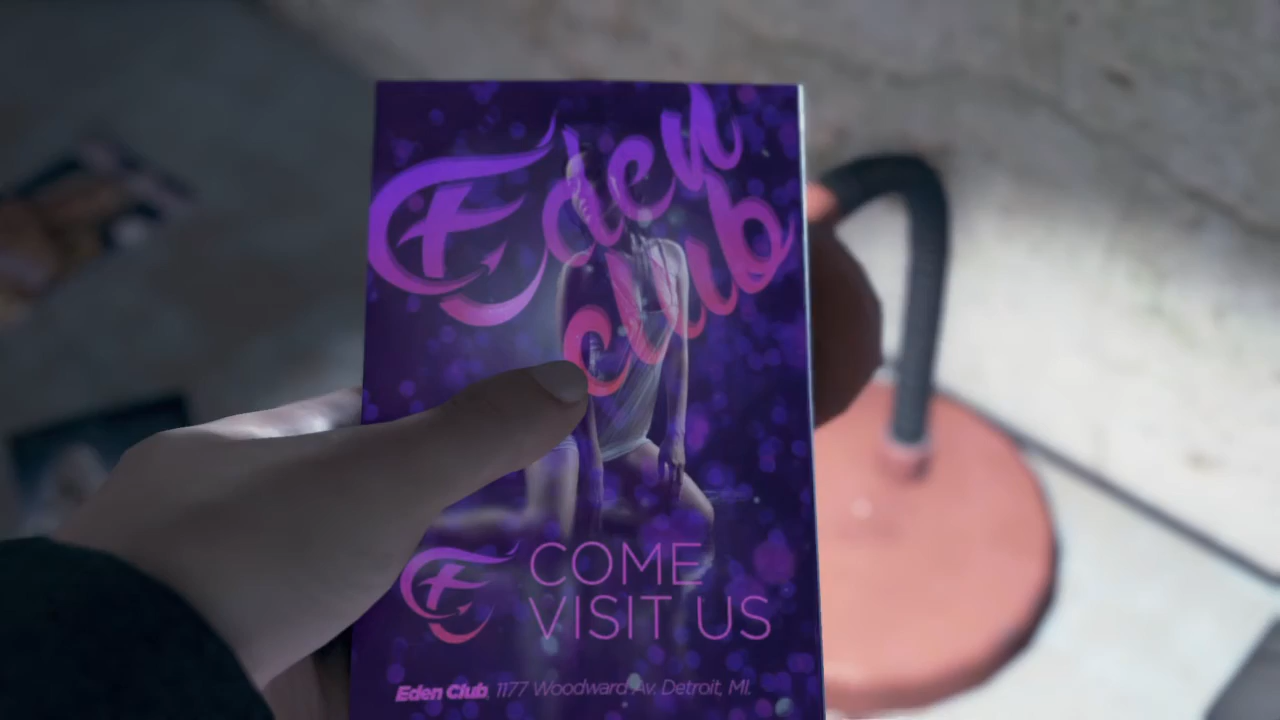 Eden
club
COME
VISIT US
Eden Club, 1177 Woodward Av. Detroit, MI.